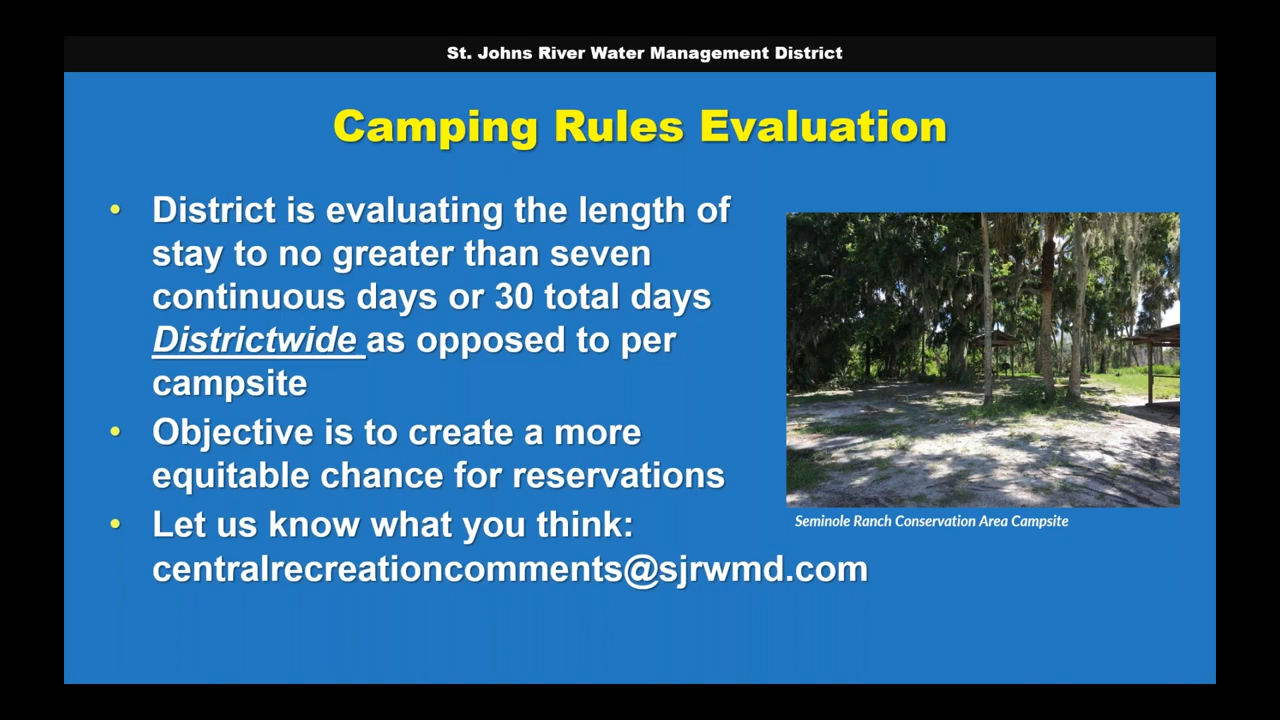 St. Johns River Water Management District
Camping Rules Evaluation
• District is evaluating the length of
stay to no greater than seven
continuous days or 30 total days
Districtwide as opposed to per
campsite
• Objective is to create a more
equitable chance for reservations
• Let us know what you think:
centralrecreationcomments@sjrwmd.com
Seminole Ranch Conservation Area Campsite